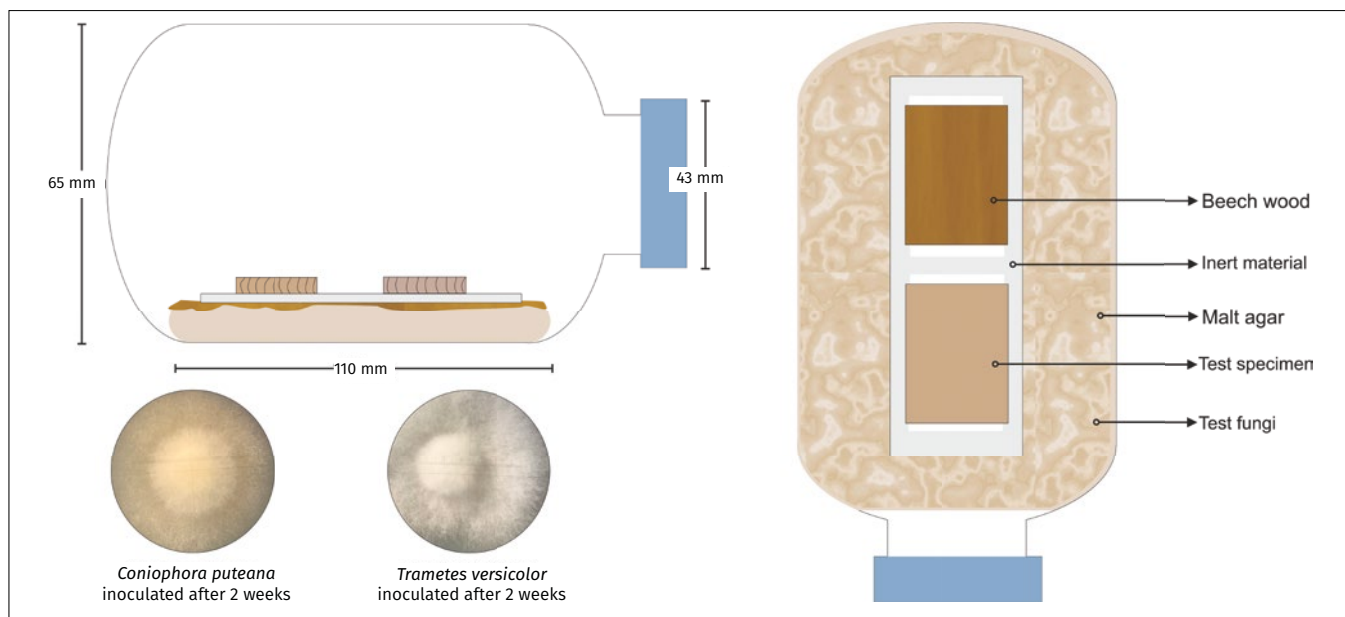 65 mm
43 mm
110 mm
Coniophora puteana
inoculated after 2 weeks
Trametes versicolor
inoculated after 2 weeks
Beech wood
Inert material
Malt agar
Test specimen
Test fungi